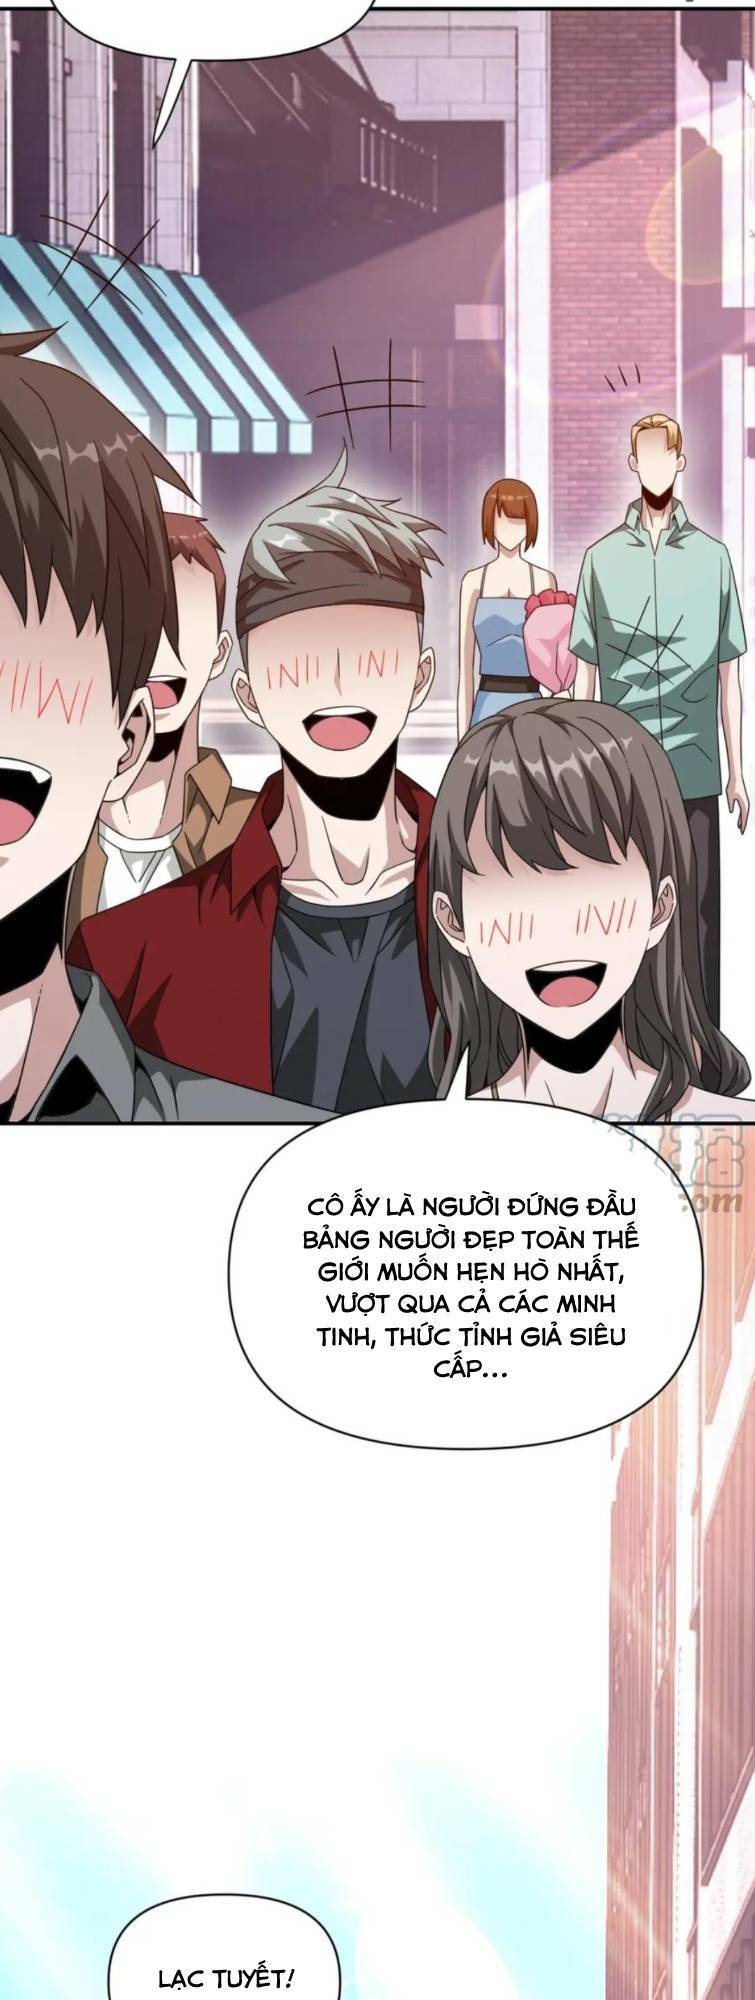 CÔ ẤY LÀ NGƯỜI ĐỨNG ĐẦU
BẢNG NGƯỜI ĐẸP TOÀN THẾ
GIỚI MUỐN HẸN HÒ NHẤT,
VƯỢT QUA CẢ CÁC MINH
TINH, THỨC TỈNH GIẢ SIÊU
CẤP...
LẠC TUYẾT!